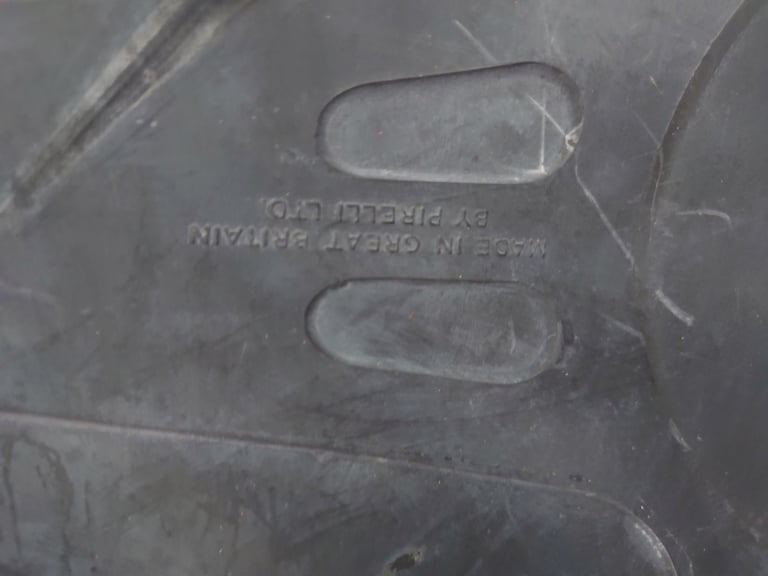 MADE IN GREAT BRITAIN
BY PIRELLI LTD.